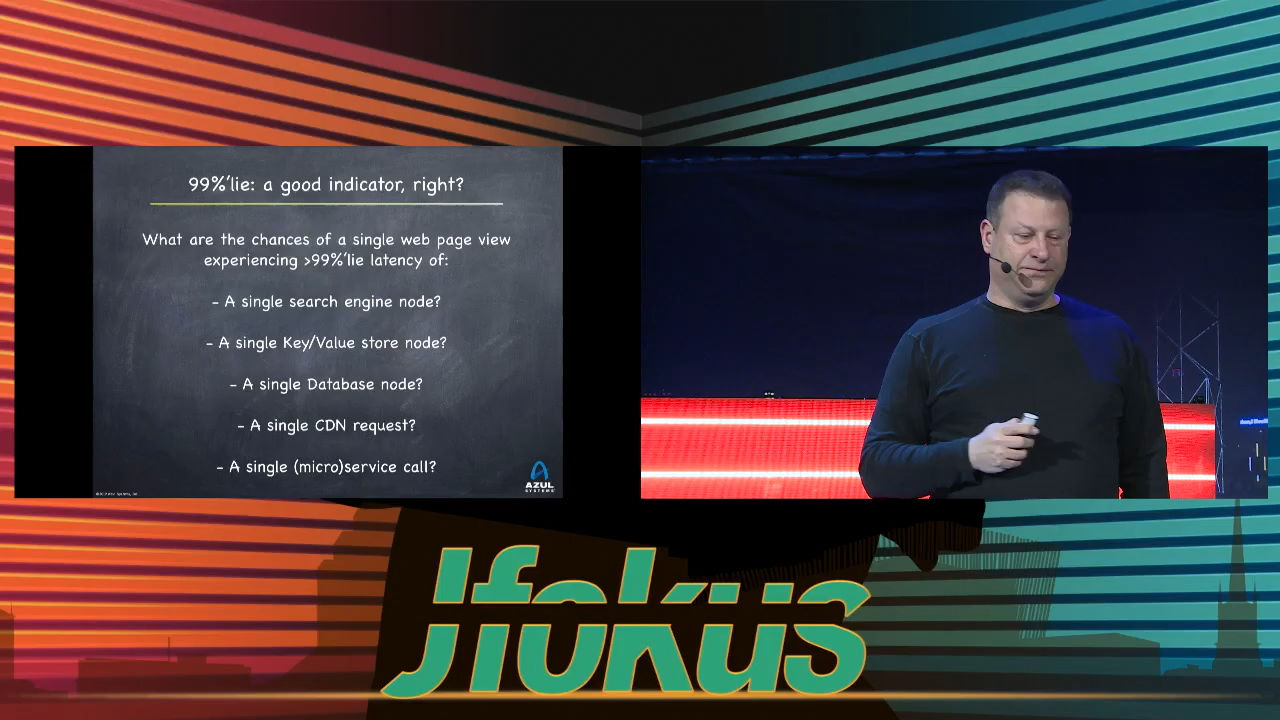 99%'lie: a good indicator, right?
What are the chances of a single web page view
experiencing >99%'lie latency of:
- A single search engine node?
- A single Key/Value store node?
- A single Database node?
- A single CDN request?
- A single (micro)service call?
AZUL
SYSTEMS
Jfokus